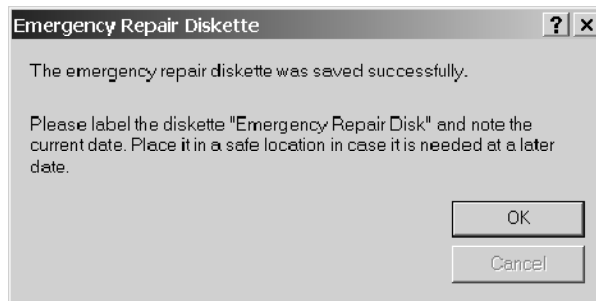 Emergency Repair Diskette
The emergency repair diskette was saved successfully.
Please label the diskette "Emergency Repair Disk" and note the
current date. Place it in a safe location in case it is needed at a later
date.
OK
Cancel